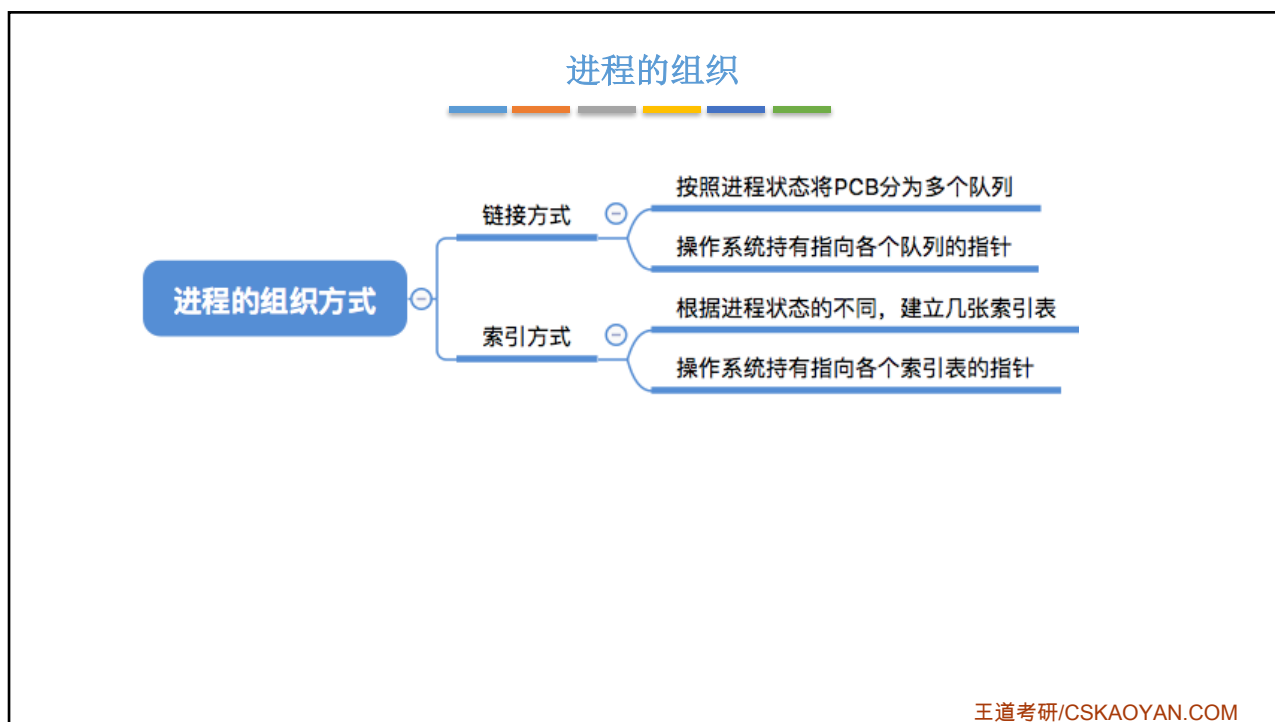 进程的组织
按照进程状态将PCB分为多个队列
链接方式
操作系统持有指向各个队列的指针
进程的组织方式
根据进程状态的不同，建立几张索引表
索引方式
操作系统持有指向各个索引表的指针
王道考研/CSKAOYAN.COM